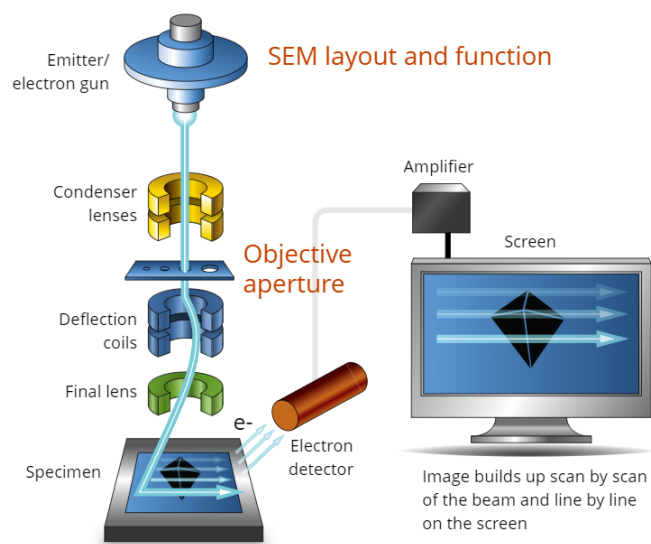 SEM layout and function
Emitter/
electron gun
Condenser
lenses
Objective
aperture
Deflection
coils
Final lens
Specimen
e-
Electron
detector
Amplifier
Screen
Image builds up scan by scan
of the beam and line by line
on the screen